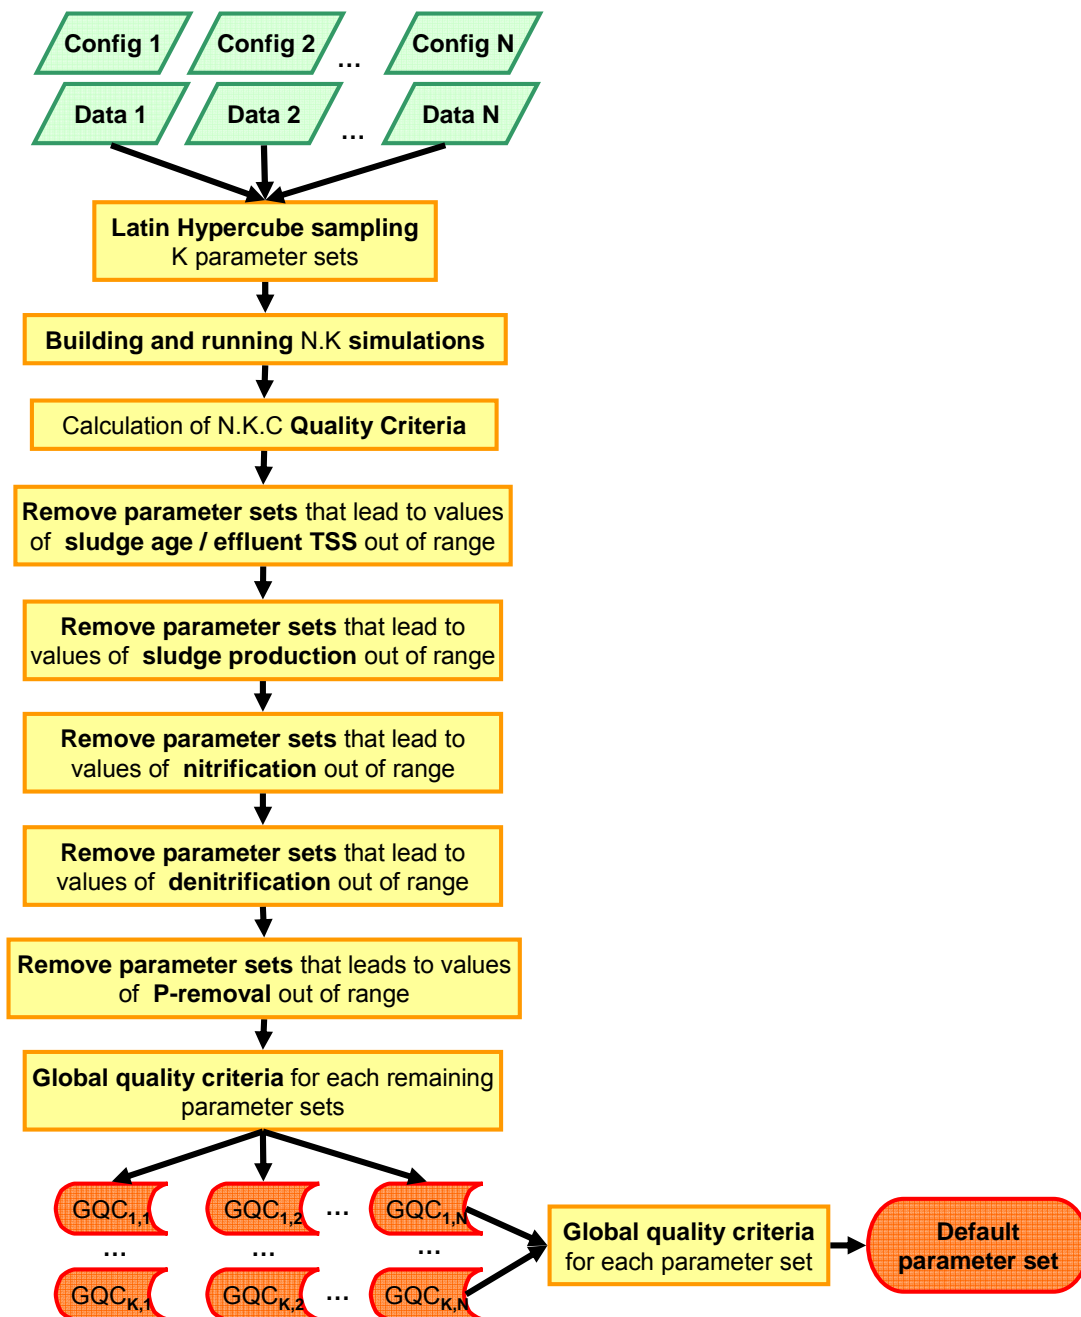 Config 1 Config 2 ... Config N
Data 1 Data 2 ... Data N
Latin Hypercube sampling
K parameter sets
Building and running N.K simulations
Calculation of N.K.C Quality Criteria
Remove parameter sets that lead to values
of sludge age / effluent TSS out of range
Remove parameter sets that lead to
values of sludge production out of range
Remove parameter sets that lead to
values of nitrification out of range
Remove parameter sets that lead to
values of denitrification out of range
Remove parameter sets that leads to values
of P-removal out of range
Global quality criteria for each remaining
parameter sets
GQC1,1 GQC1,2 ... GQC1,N
... ... ...
GQCK,1 GQCK,2 ... GQCK,N
Global quality criteria
for each parameter set
Default
parameter set